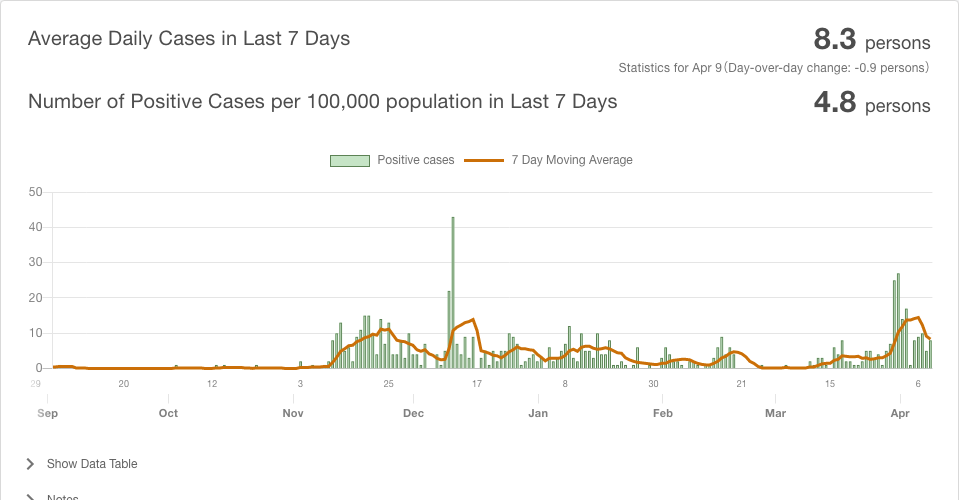 Average Daily Cases in Last 7 Days
8.3 persons
Statistics for Apr 9(Day-over-day change: -0.9 persons)
Number of Positive Cases per 100,000 population in Last 7 Days
4.8 persons
Positive cases
7 Day Moving Average
50
40
30
20
10
0
29 20 12 3 25 17 8 30 21 15 6
Sep Oct Nov Dec Jan Feb Mar Apr
Show Data Table
Notes